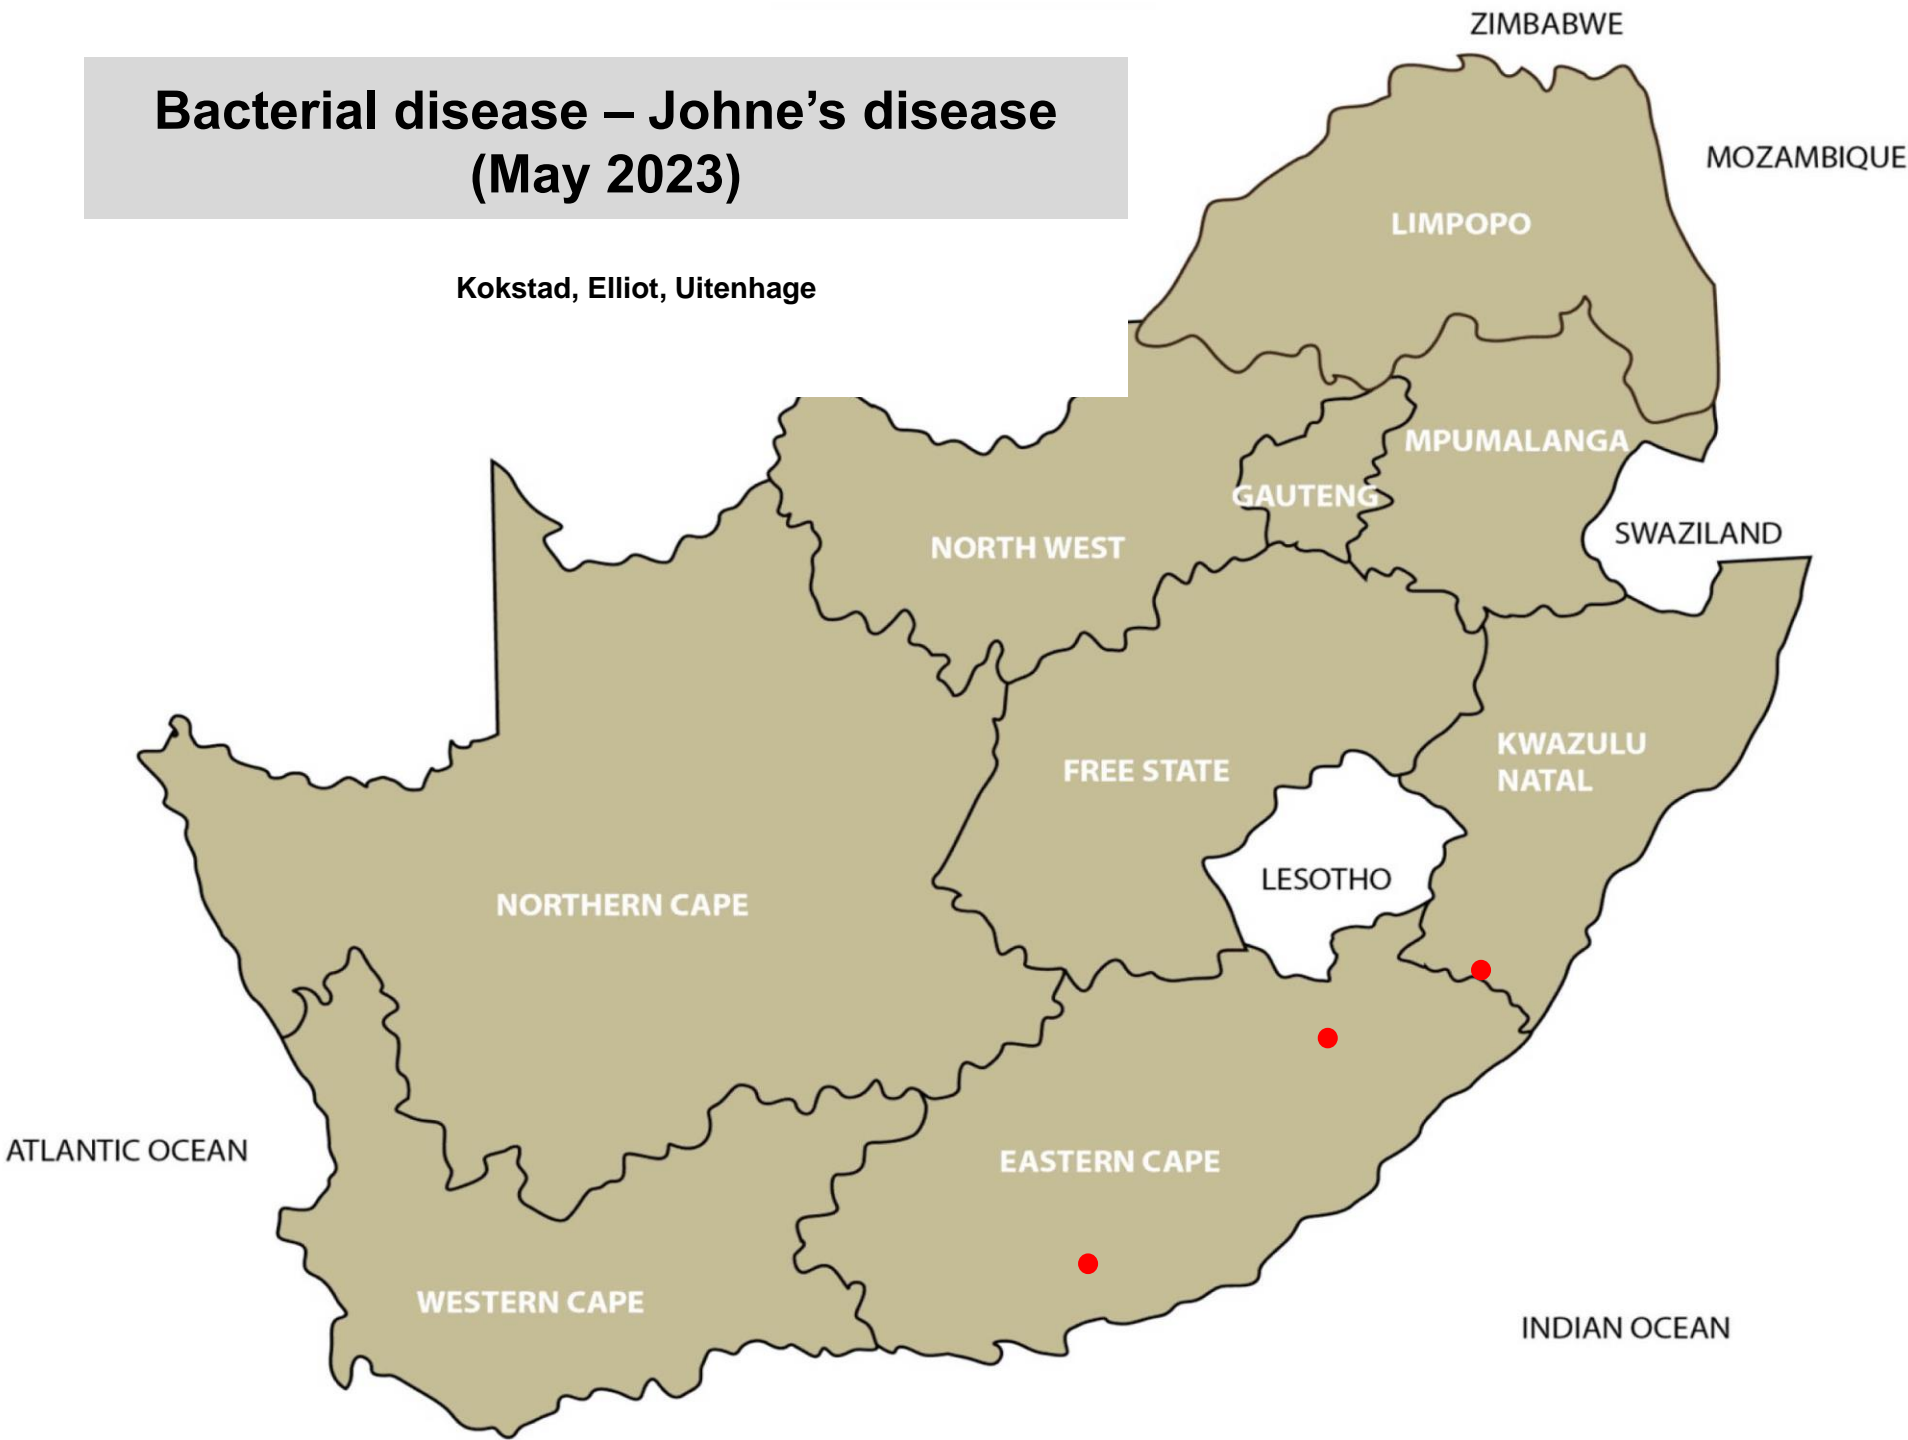 ZIMBABWE
Bacterial disease – Johne’s disease
(May 2023)
MOZAMBIQUE
LIMPOPO
Kokstad, Elliot, Uitenhage
MPUMALANGA
GAUTENG
SWAZILAND
NORTH WEST
KWAZULU
NATAL
FREE STATE
LESOTHO
NORTHERN CAPE
ATLANTIC OCEAN
EASTERN CAPE
WESTERN CAPE
INDIAN OCEAN